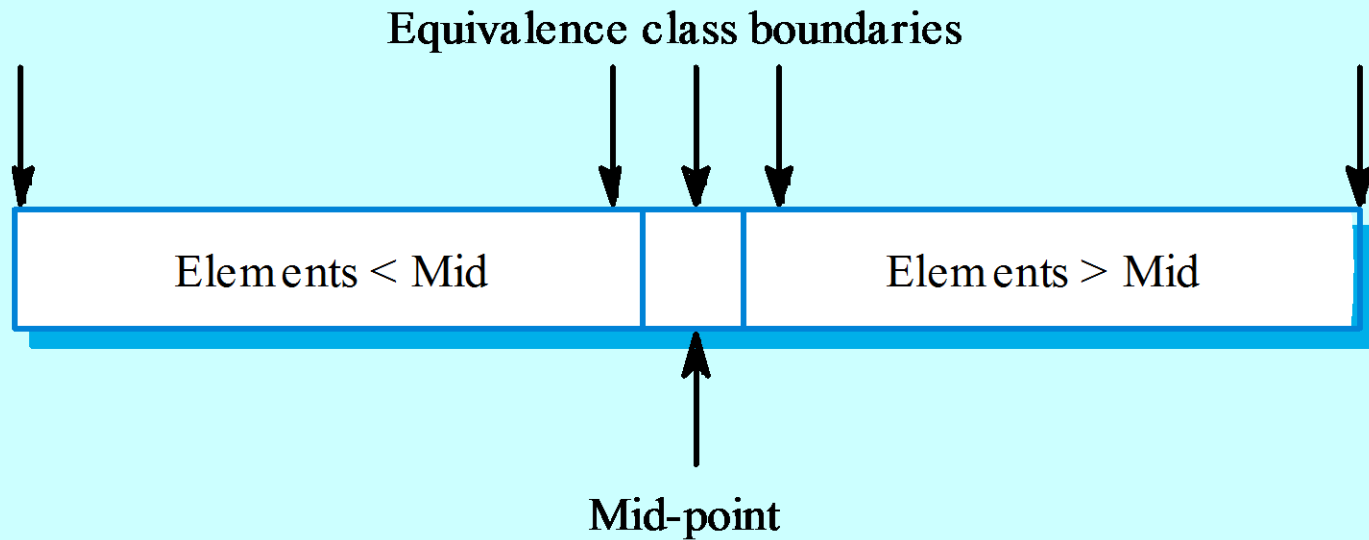 Equivalence class boundaries
Elements < Mid
Elements > Mid
Mid-point